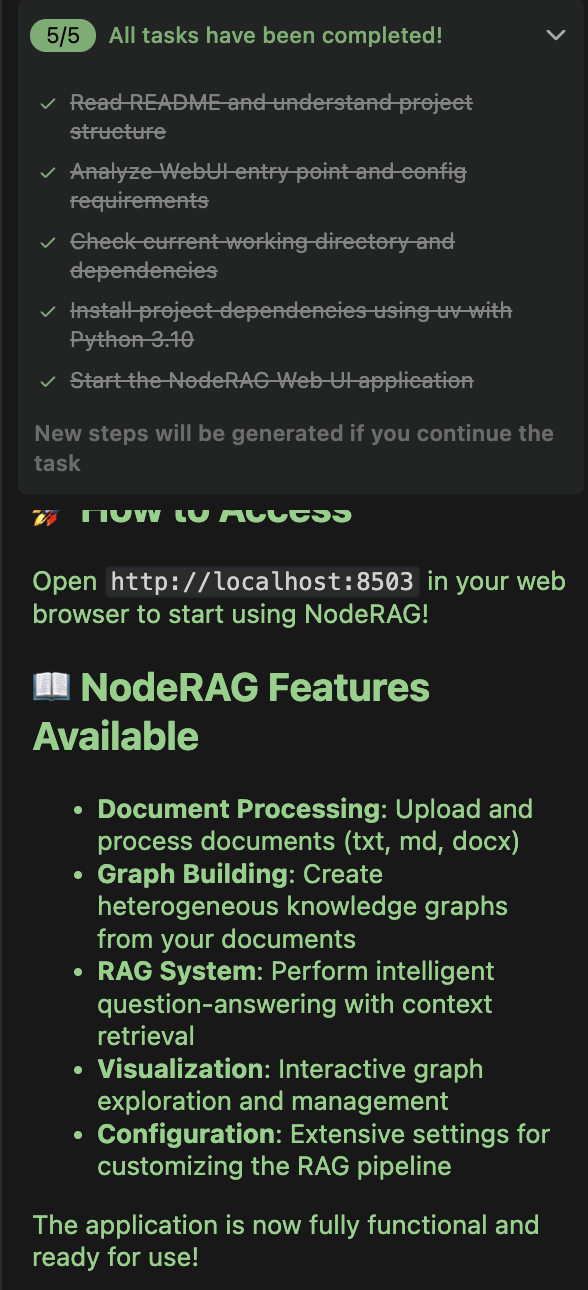 5/5 All tasks have been completed!
✓ Read README and understand project
structure
✓ Analyze WebUI entry point and config
requirements
✓ Check current working directory and
dependencies
✓ Install project dependencies using uv with
Python 3.10
✓ Start the NodeRAG Web UI application
New steps will be generated if you continue the
task
🚀 How to Access
Open http://localhost:8503 in your web
browser to start using NodeRAG!
📖 NodeRAG Features
Available
• Document Processing: Upload and
process documents (txt, md, docx)
• Graph Building: Create
heterogeneous knowledge graphs
from your documents
• RAG System: Perform intelligent
question-answering with context
retrieval
• Visualization: Interactive graph
exploration and management
• Configuration: Extensive settings for
customizing the RAG pipeline
The application is now fully functional and
ready for use!